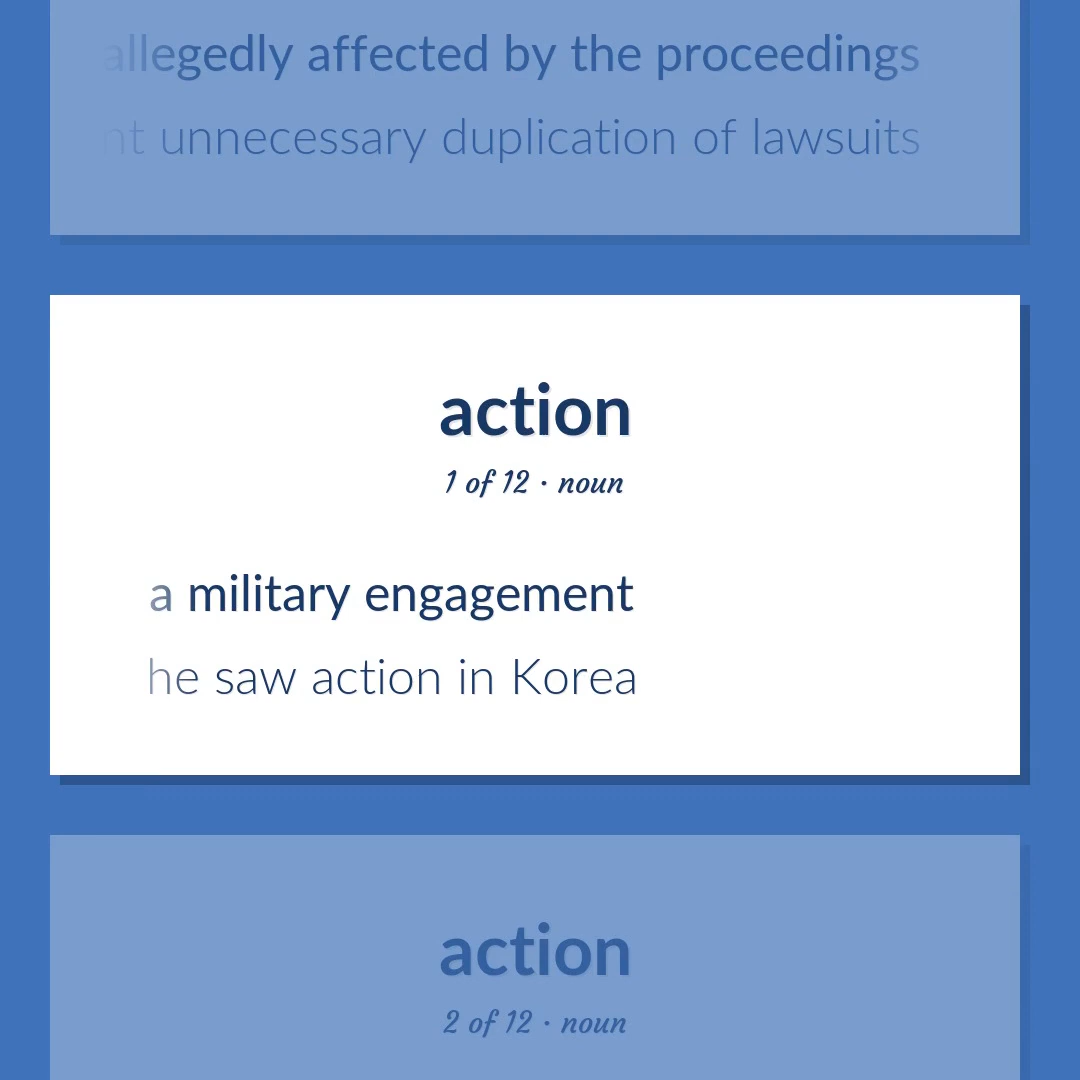 allegedly affected by the proceedings
nt unnecessary duplication of lawsuits
action
1 of 12 · noun
a military engagement
he saw action in Korea
action
2 of 12 · noun